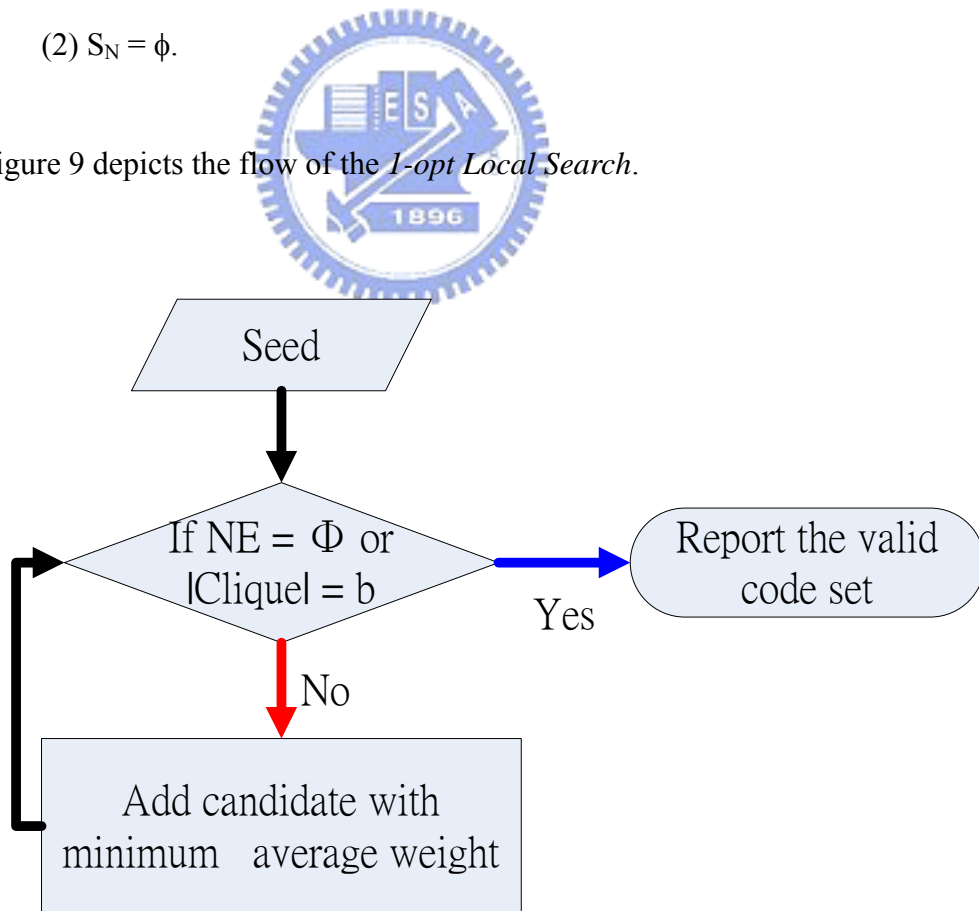 (2) S_N = ϕ.
igure 9 depicts the flow of the 1-opt Local Search.
E S A
1896
Seed
If NE = Φ or
|Clique| = b
Report the valid
code set
Yes
No
Add candidate with
minimum average weight